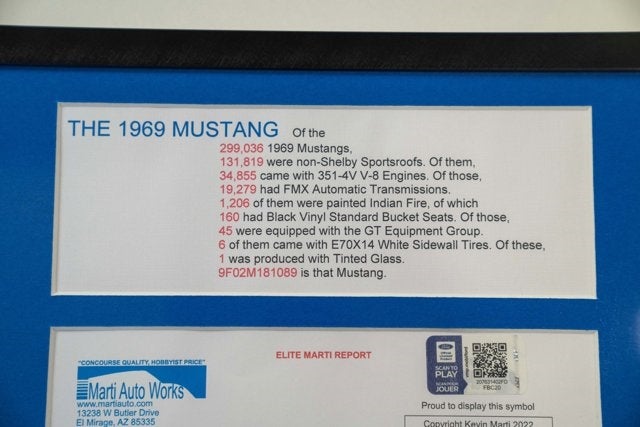 THE 1969 MUSTANG Of the
299,036 1969 Mustangs,
131,819 were non-Shelby Sportsroofs. Of them,
34,855 came with 351-4V V-8 Engines. Of those,
19,279 had FMX Automatic Transmissions.
1,206 of them were painted Indian Fire, of which
160 had Black Vinyl Standard Bucket Seats. Of those,
45 were equipped with the GT Equipment Group.
6 of them came with E70X14 White Sidewall Tires. Of these,
1 was produced with Tinted Glass.
9F02M181089 is that Mustang.
"CONCOURSE QUALITY, HOBBYIST PRICE"
Marti Auto Works
www.martiauto.com
13238 W Butler Drive
El Mirage, AZ 85335
ELITE MARTI REPORT
Ford
SCAN TO
PLAY
SCAN POUR
JOUER
FBC20
Proud to display this symbol
Copyright Kevin Marti 2022